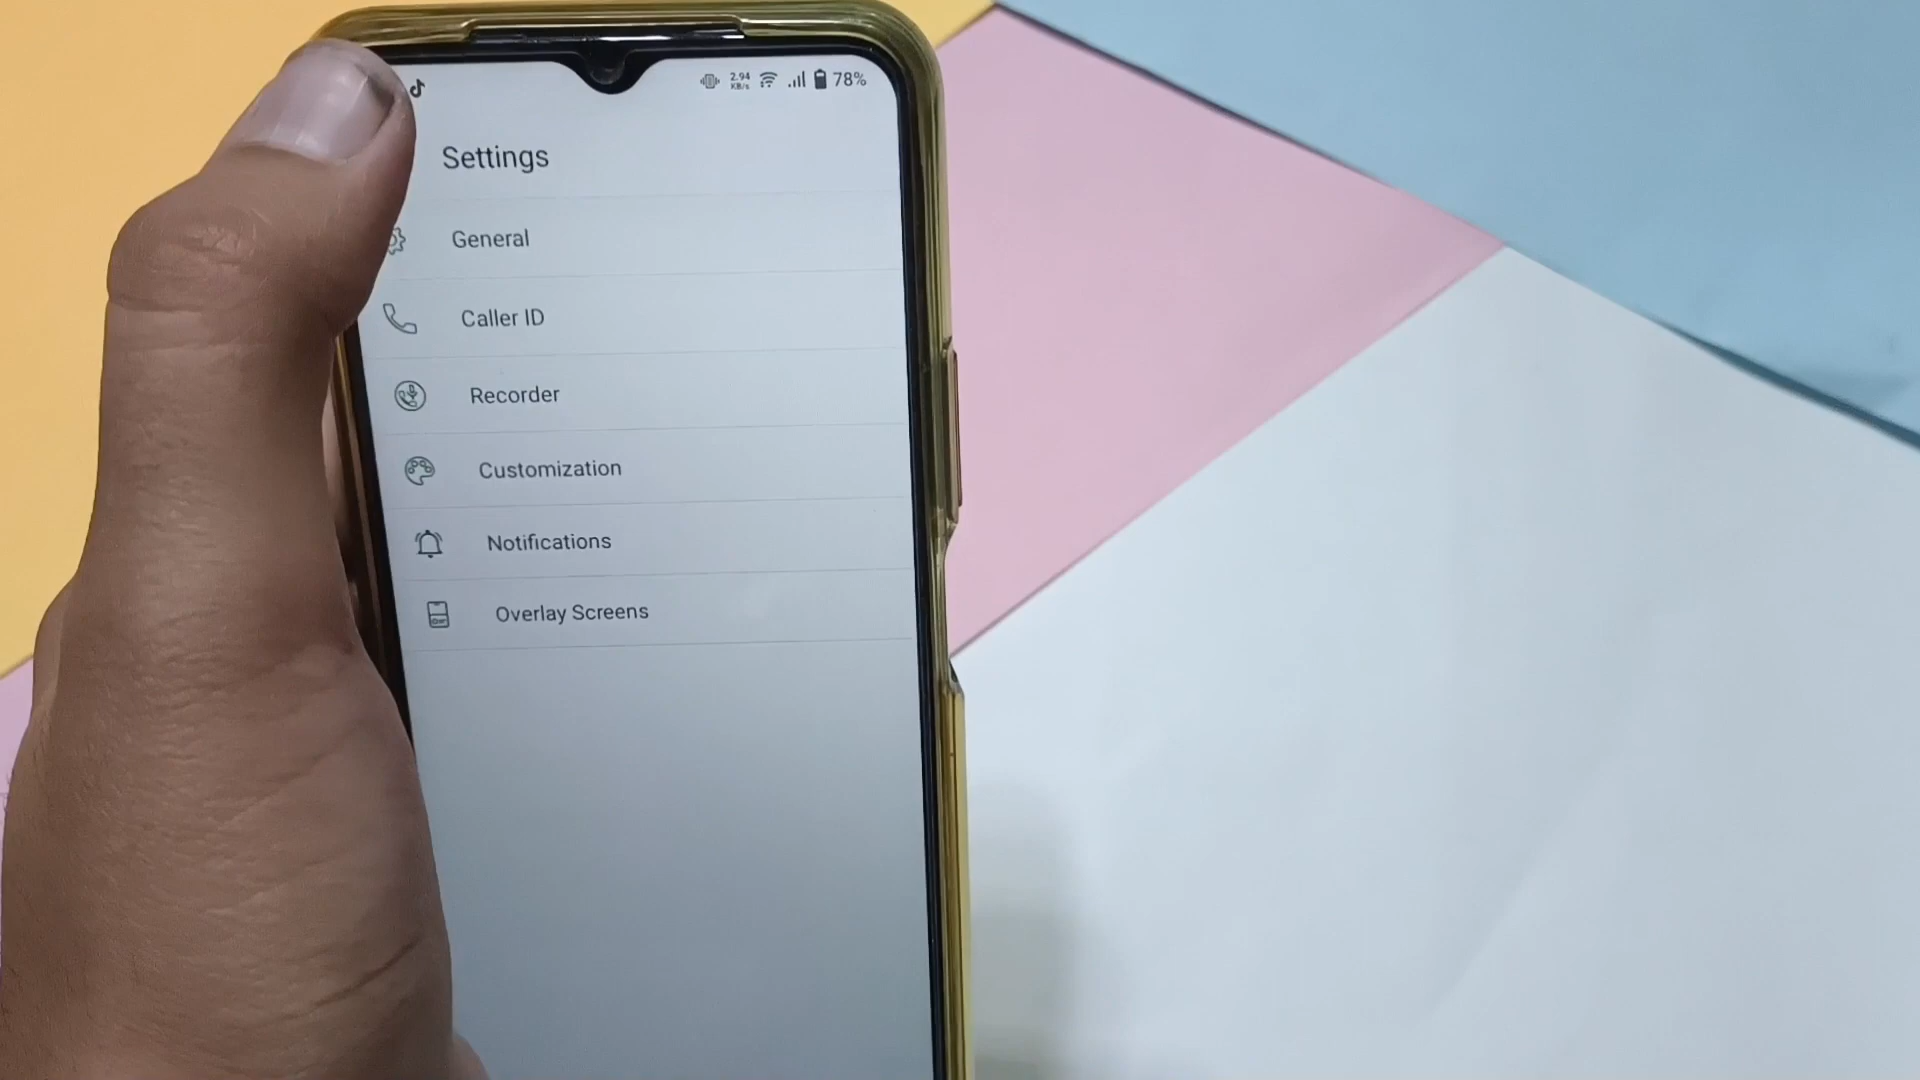 2.94
KB/s
78%
Settings
General
Caller ID
Recorder
Customization
Notifications
Overlay Screens